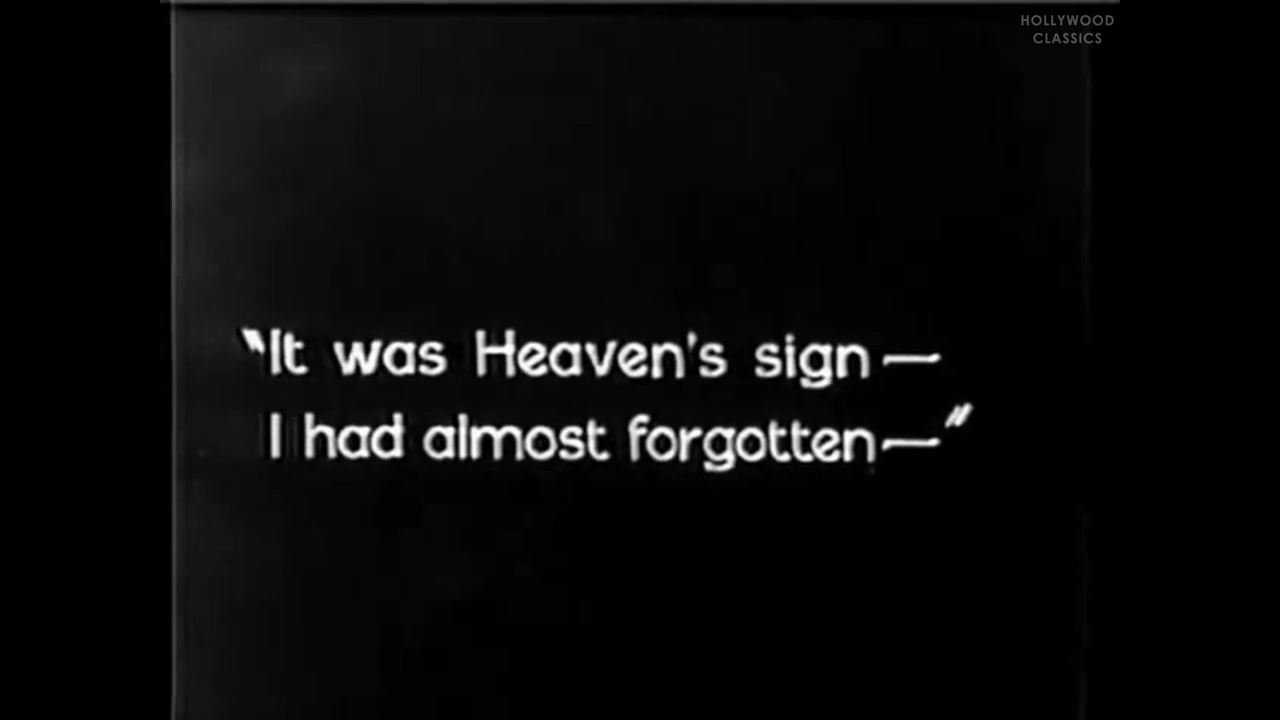 HOLLYWOOD
CLASSICS
"It was Heaven's sign—
I had almost forgotten—"